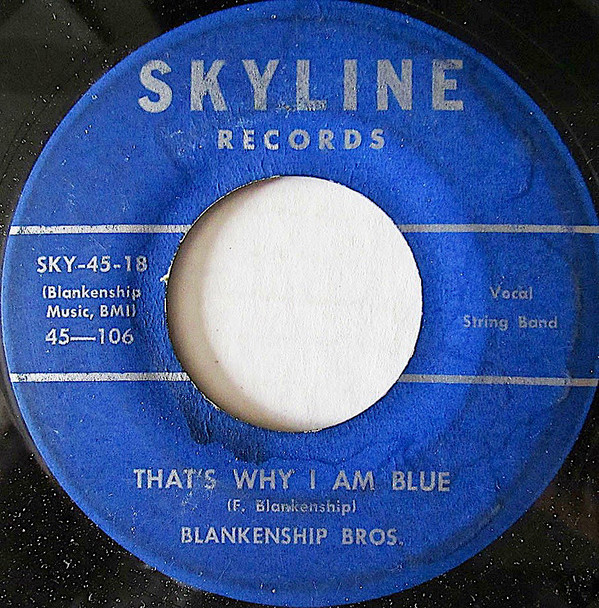 SKYLINE
RECORDS
SKY-45-18
(Blankenship
Music, BMI)
45—106
Vocal
String Band
THAT'S WHY I AM BLUE
(F. Blankenship)
BLANKENSHIP BROS.